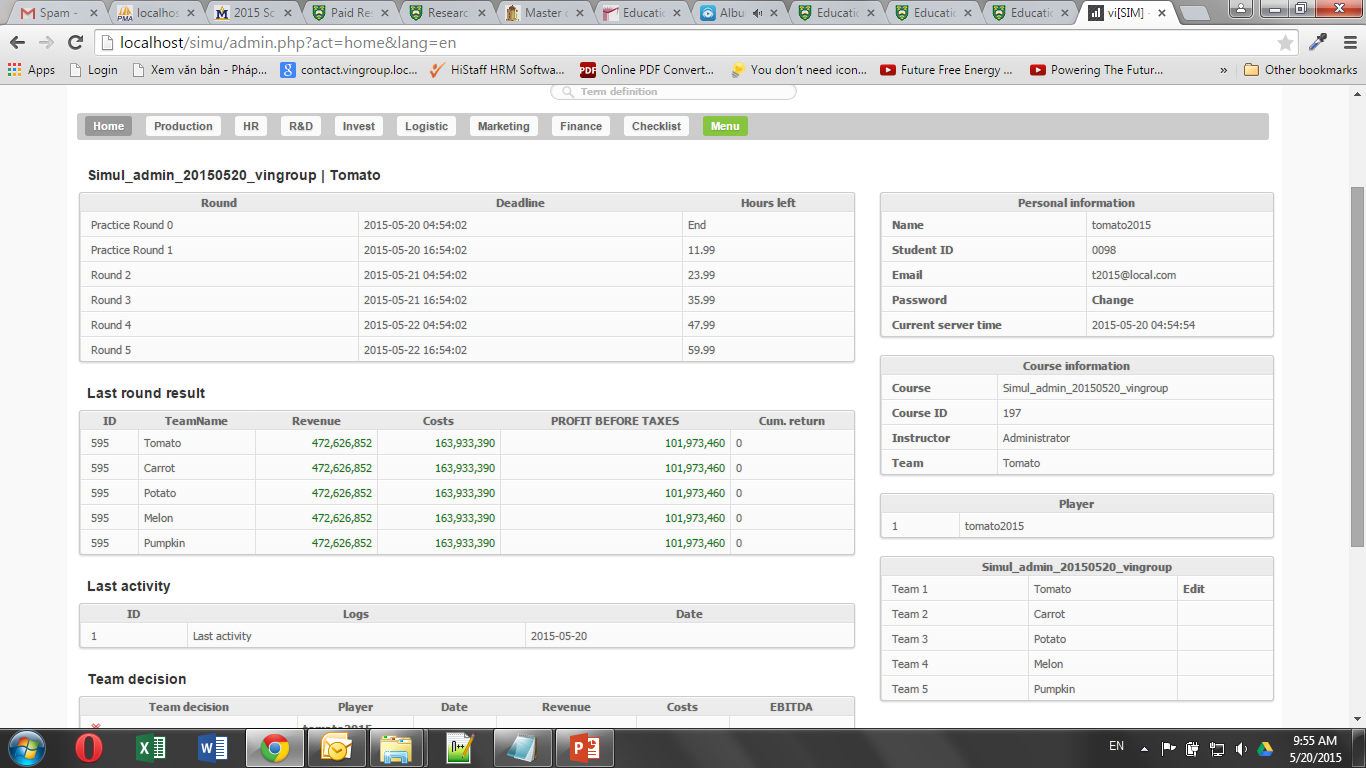 Spam -
localhos
2015 Sc
Paid Re
Researc
Master
Educatio
Albu
Educatio
Educatio
Educatio
vi[SIM] -
localhost/simu/admin.php?act=home&lang=en
Apps
Login
Xem văn bản - Pháp...
contact.vingroup.loc...
HiStaff HRM Softwa...
PDF
Online PDF Convert...
You don't need icon...
Future Free Energy ...
Powering The Futur...
»
Other bookmarks
Term definition
Home
Production
HR
R&D
Invest
Logistic
Marketing
Finance
Checklist
Menu
Simul_admin_20150520_vingroup | Tomato
Round Deadline Hours left
Practice Round 0 2015-05-20 04:54:02 End
Practice Round 1 2015-05-20 16:54:02 11.99
Round 2 2015-05-21 04:54:02 23.99
Round 3 2015-05-21 16:54:02 35.99
Round 4 2015-05-22 04:54:02 47.99
Round 5 2015-05-22 16:54:02 59.99
Last round result
ID TeamName Revenue Costs PROFIT BEFORE TAXES Cum. return
595 Tomato 472,626,852 163,933,390 101,973,460 0
595 Carrot 472,626,852 163,933,390 101,973,460 0
595 Potato 472,626,852 163,933,390 101,973,460 0
595 Melon 472,626,852 163,933,390 101,973,460 0
595 Pumpkin 472,626,852 163,933,390 101,973,460 0
Last activity
ID Logs Date
1 Last activity 2015-05-20
Team decision
Team decision Player Date Revenue Costs EBITDA
tomato2015
Personal information
Name tomato2015
Student ID 0098
Email t2015@local.com
Password Change
Current server time 2015-05-20 04:54:54
Course information
Course Simul_admin_20150520_vingroup
Course ID 197
Instructor Administrator
Team Tomato
Player
1 tomato2015
Simul_admin_20150520_vingroup
Team 1 Tomato Edit
Team 2 Carrot
Team 3 Potato
Team 4 Melon
Team 5 Pumpkin
EN
9:55 AM
5/20/2015